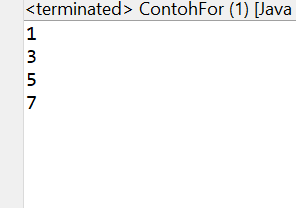 <terminated> ContohFor (1) [Java
1
3
5
7